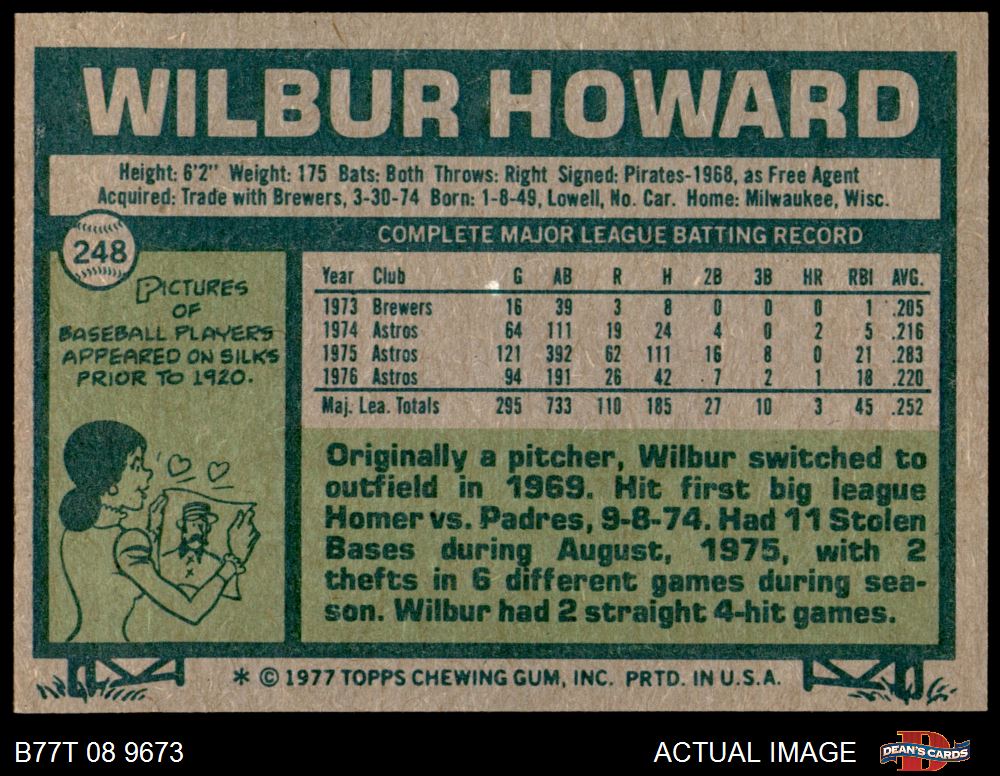 WILBUR HOWARD
Height: 6'2" Weight: 175 Bats: Both Throws: Right Signed: Pirates-1968, as Free Agent
Acquired: Trade with Brewers, 3-30-74 Born: 1-8-49, Lowell, No. Car. Home: Milwaukee, Wisc.
248
PICTURES
OF
BASEBALL PLAYERS
APPEARED ON SILKS
PRIOR TO 1920.
COMPLETE MAJOR LEAGUE BATTING RECORD
Year Club G AB R H 2B 3B HR RBI AVG.
1973 Brewers 16 39 3 8 0 0 0 1 .205
1974 Astros 64 111 19 24 4 0 2 5 .216
1975 Astros 121 392 62 111 16 8 0 21 .283
1976 Astros 94 191 26 42 7 2 1 18 .220
Maj. Lea. Totals 295 733 110 185 27 10 3 45 .252
Originally a pitcher, Wilbur switched to
outfield in 1969. Hit first big league
Homer vs. Padres, 9-8-74. Had 11 Stolen
Bases during August, 1975, with 2
thefts in 6 different games during sea-
son. Wilbur had 2 straight 4-hit games.
* © 1977 TOPPS CHEWING GUM, INC. PRTD. IN U.S.A.
B77T 08 9673
ACTUAL IMAGE
D
DEAN'S CARDS